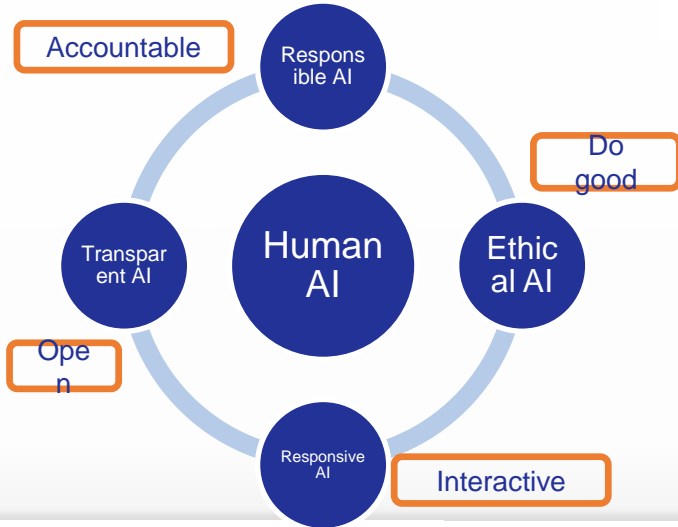 Accountable
Respons
ible AI
Do
good
Human
AI
Transpar
ent AI
Ethic
al AI
Ope
n
Responsive
AI
Interactive